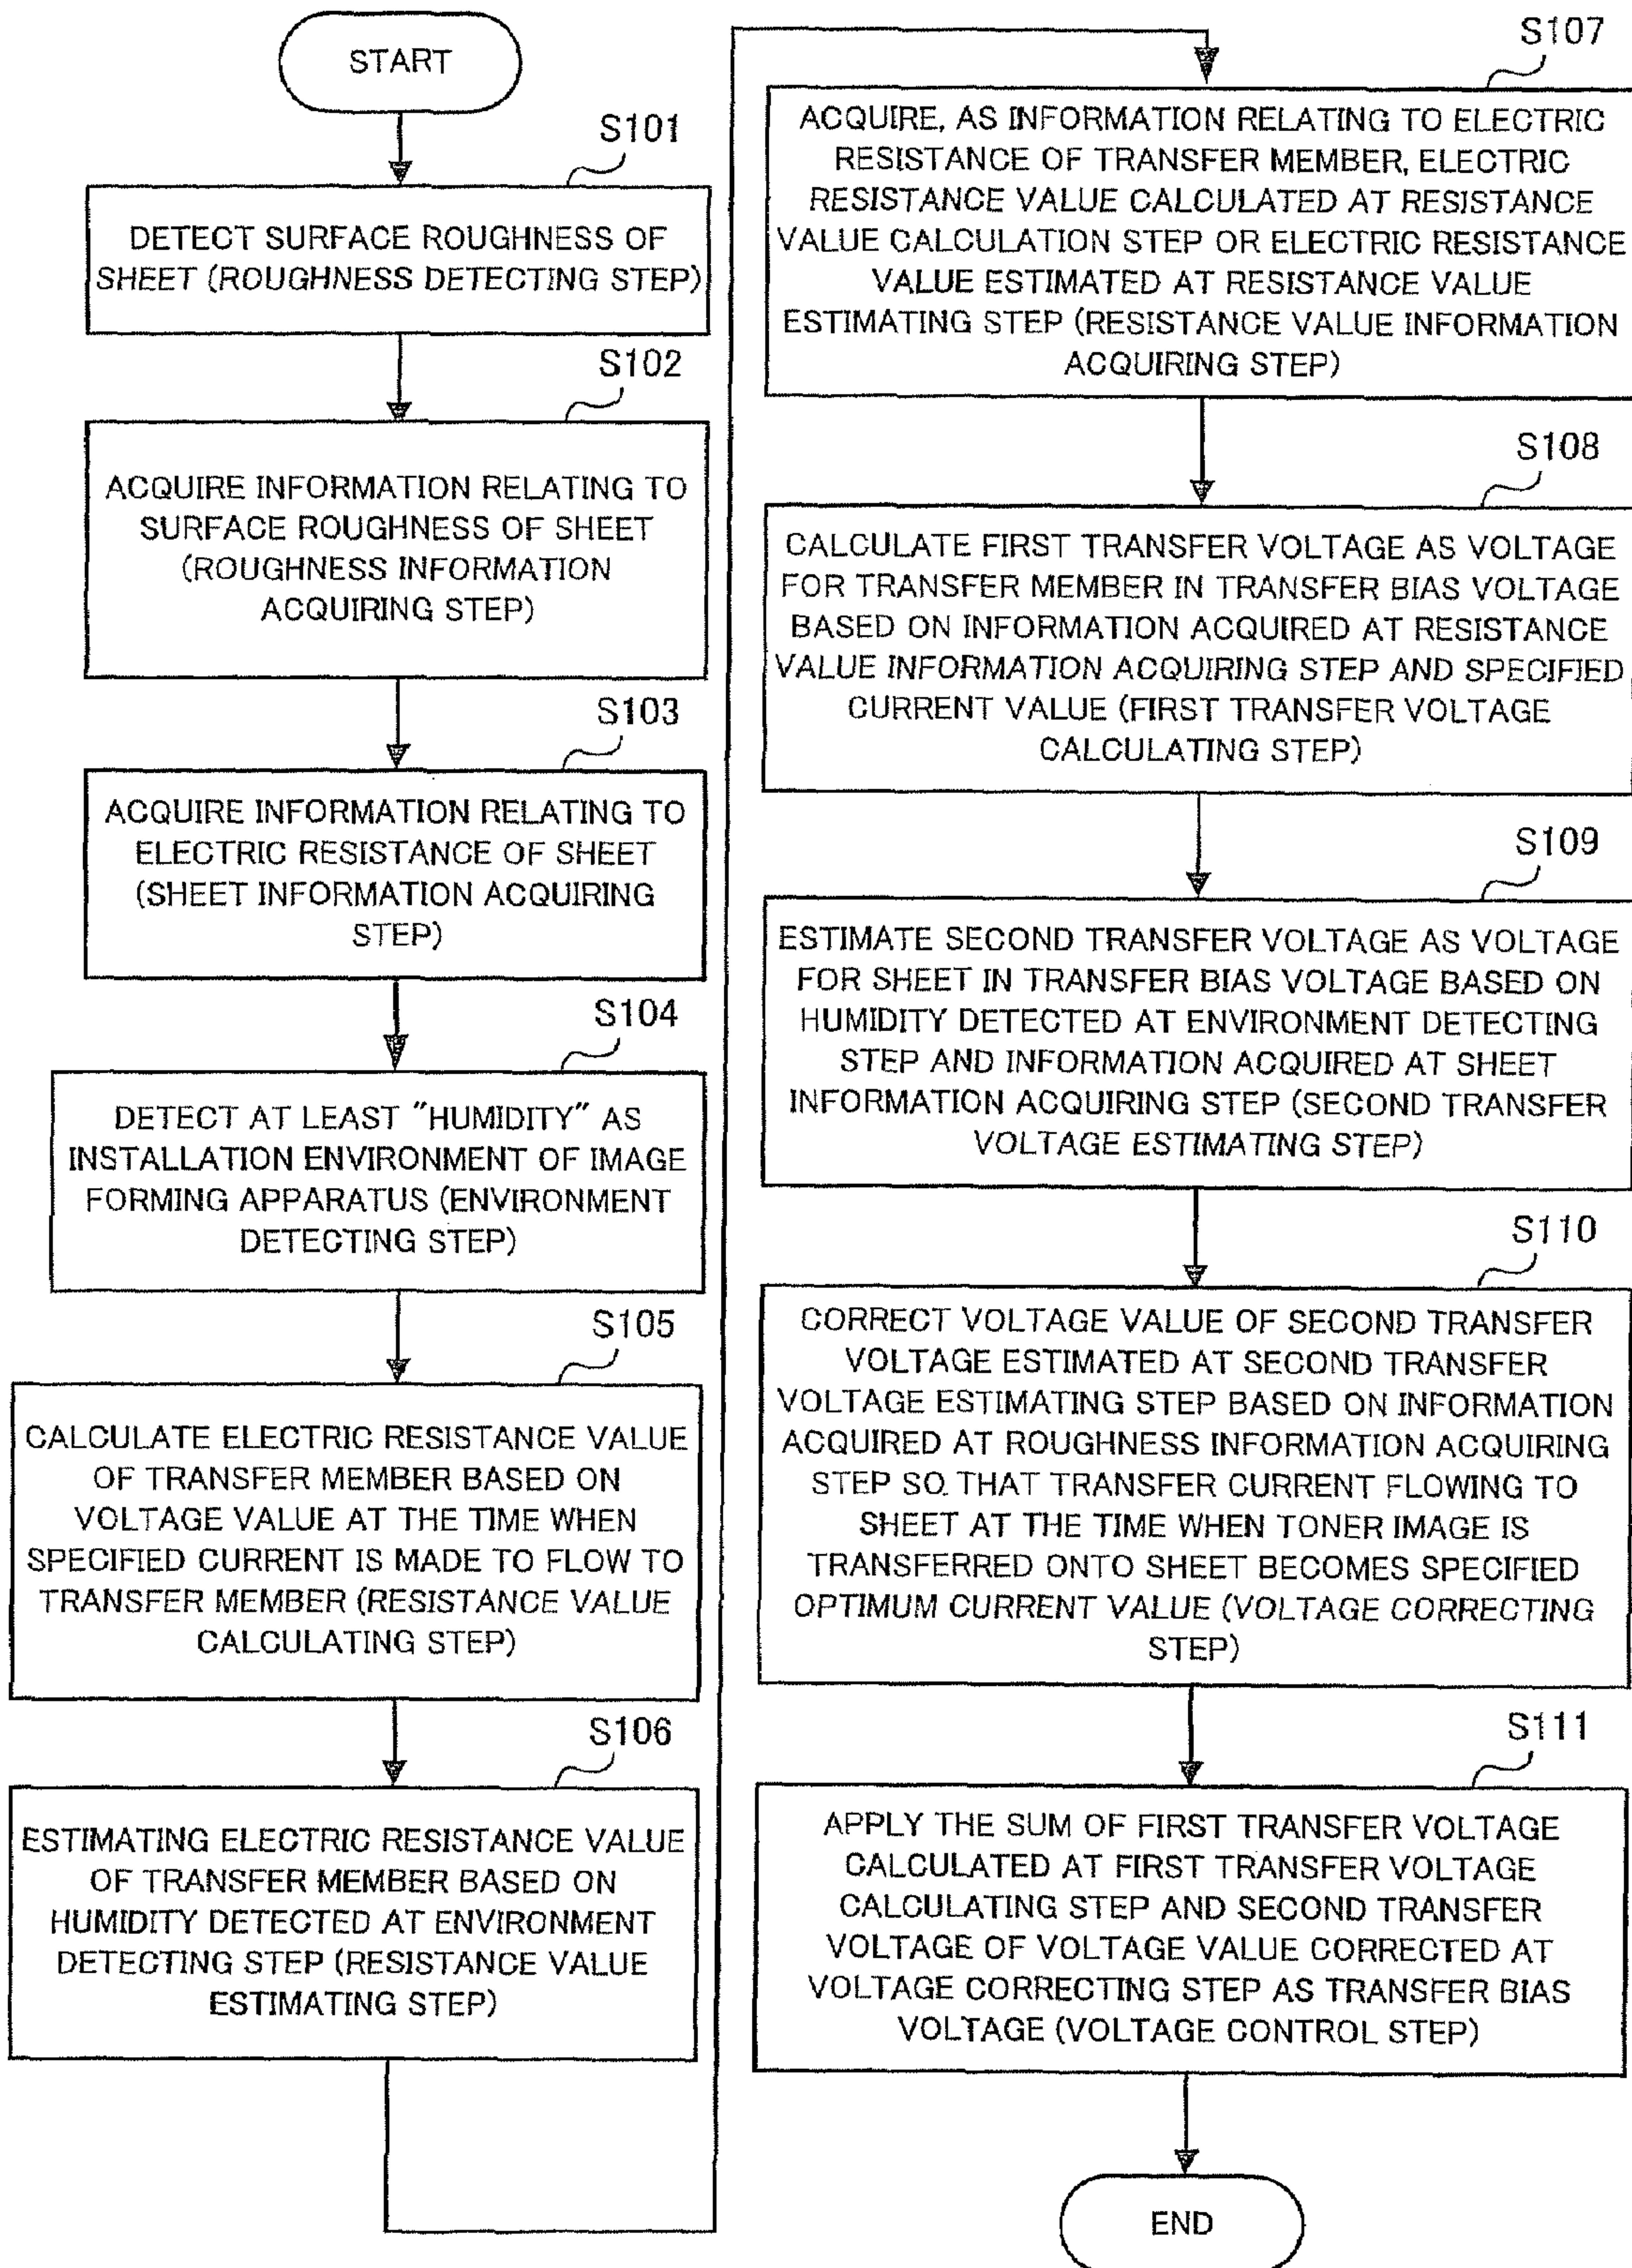 START
S101
DETECT SURFACE ROUGHNESS OF
SHEET (ROUGHNESS DETECTING STEP)
S102
ACQUIRE INFORMATION RELATING TO
SURFACE ROUGHNESS OF SHEET
(ROUGHNESS INFORMATION
ACQUIRING STEP)
S103
ACQUIRE INFORMATION RELATING TO
ELECTRIC RESISTANCE OF SHEET
(SHEET INFORMATION ACQUIRING
STEP)
S104
DETECT AT LEAST "HUMIDITY" AS
INSTALLATION ENVIRONMENT OF IMAGE
FORMING APPARATUS (ENVIRONMENT
DETECTING STEP)
S105
CALCULATE ELECTRIC RESISTANCE VALUE
OF TRANSFER MEMBER BASED ON
VOLTAGE VALUE AT THE TIME WHEN
SPECIFIED CURRENT IS MADE TO FLOW TO
TRANSFER MEMBER (RESISTANCE VALUE
CALCULATING STEP)
S106
ESTIMATING ELECTRIC RESISTANCE VALUE
OF TRANSFER MEMBER BASED ON
HUMIDITY DETECTED AT ENVIRONMENT
DETECTING STEP (RESISTANCE VALUE
ESTIMATING STEP)
S107
ACQUIRE, AS INFORMATION RELATING TO ELECTRIC
RESISTANCE OF TRANSFER MEMBER, ELECTRIC
RESISTANCE VALUE CALCULATED AT RESISTANCE
VALUE CALCULATION STEP OR ELECTRIC RESISTANCE
VALUE ESTIMATED AT RESISTANCE VALUE
ESTIMATING STEP (RESISTANCE VALUE INFORMATION
ACQUIRING STEP)
S108
CALCULATE FIRST TRANSFER VOLTAGE AS VOLTAGE
FOR TRANSFER MEMBER IN TRANSFER BIAS VOLTAGE
BASED ON INFORMATION ACQUIRED AT RESISTANCE
VALUE INFORMATION ACQUIRING STEP AND SPECIFIED
CURRENT VALUE (FIRST TRANSFER VOLTAGE
CALCULATING STEP)
S109
ESTIMATE SECOND TRANSFER VOLTAGE AS VOLTAGE
FOR SHEET IN TRANSFER BIAS VOLTAGE BASED ON
HUMIDITY DETECTED AT ENVIRONMENT DETECTING
STEP AND INFORMATION ACQUIRED AT SHEET
INFORMATION ACQUIRING STEP (SECOND TRANSFER
VOLTAGE ESTIMATING STEP)
S110
CORRECT VOLTAGE VALUE OF SECOND TRANSFER
VOLTAGE ESTIMATED AT SECOND TRANSFER
VOLTAGE ESTIMATING STEP BASED ON INFORMATION
ACQUIRED AT ROUGHNESS INFORMATION ACQUIRING
STEP SO. THAT TRANSFER CURRENT FLOWING TO
SHEET AT THE TIME WHEN TONER IMAGE IS
TRANSFERRED ONTO SHEET BECOMES SPECIFIED
OPTIMUM CURRENT VALUE (VOLTAGE CORRECTING
STEP)
S111
APPLY THE SUM OF FIRST TRANSFER VOLTAGE
CALCULATED AT FIRST TRANSFER VOLTAGE
CALCULATING STEP AND SECOND TRANSFER
VOLTAGE OF VOLTAGE VALUE CORRECTED AT
VOLTAGE CORRECTING STEP AS TRANSFER BIAS
VOLTAGE (VOLTAGE CONTROL STEP)
END